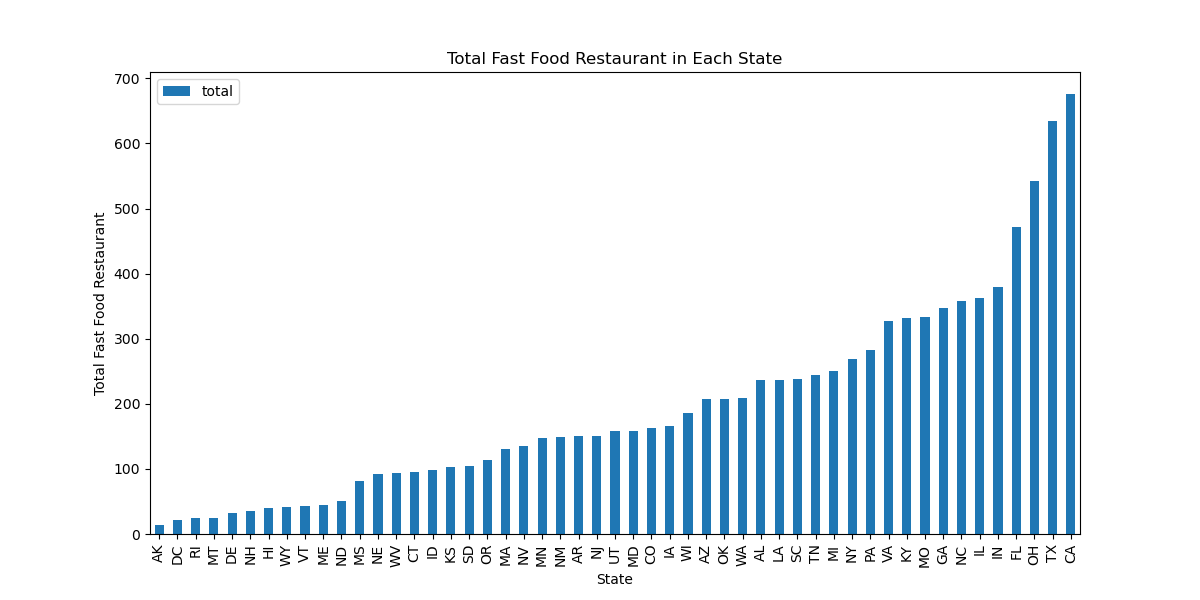 Total Fast Food Restaurant in Each State
total
Total Fast Food Restaurant
700
600
500
400
300
200
100
0
AK DC RI MT DE NH HI WY VT ME ND MS NE WV CT ID KS SD OR MA NV MN NM AR NJ UT MD CO IA WI AZ OK WA AL LA SC TN MI NY PA VA KY MO GA NC IL IN FL OH TX CA
State